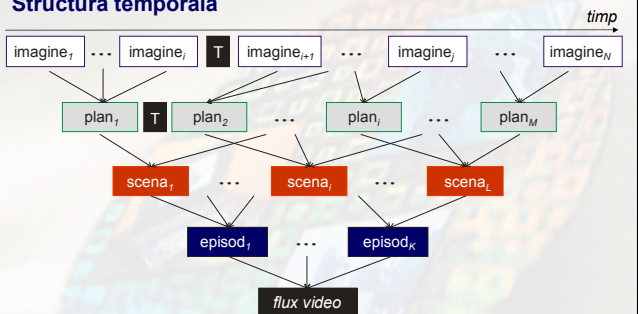 Structura temporală
timp
imagine1 ... imaginei T imaginei+1 ... imaginej ... imagineN
plan1 T plan2 ... plani ... planM
scena1 ... scenai ... scenaL
episod1 ... episodK
flux video